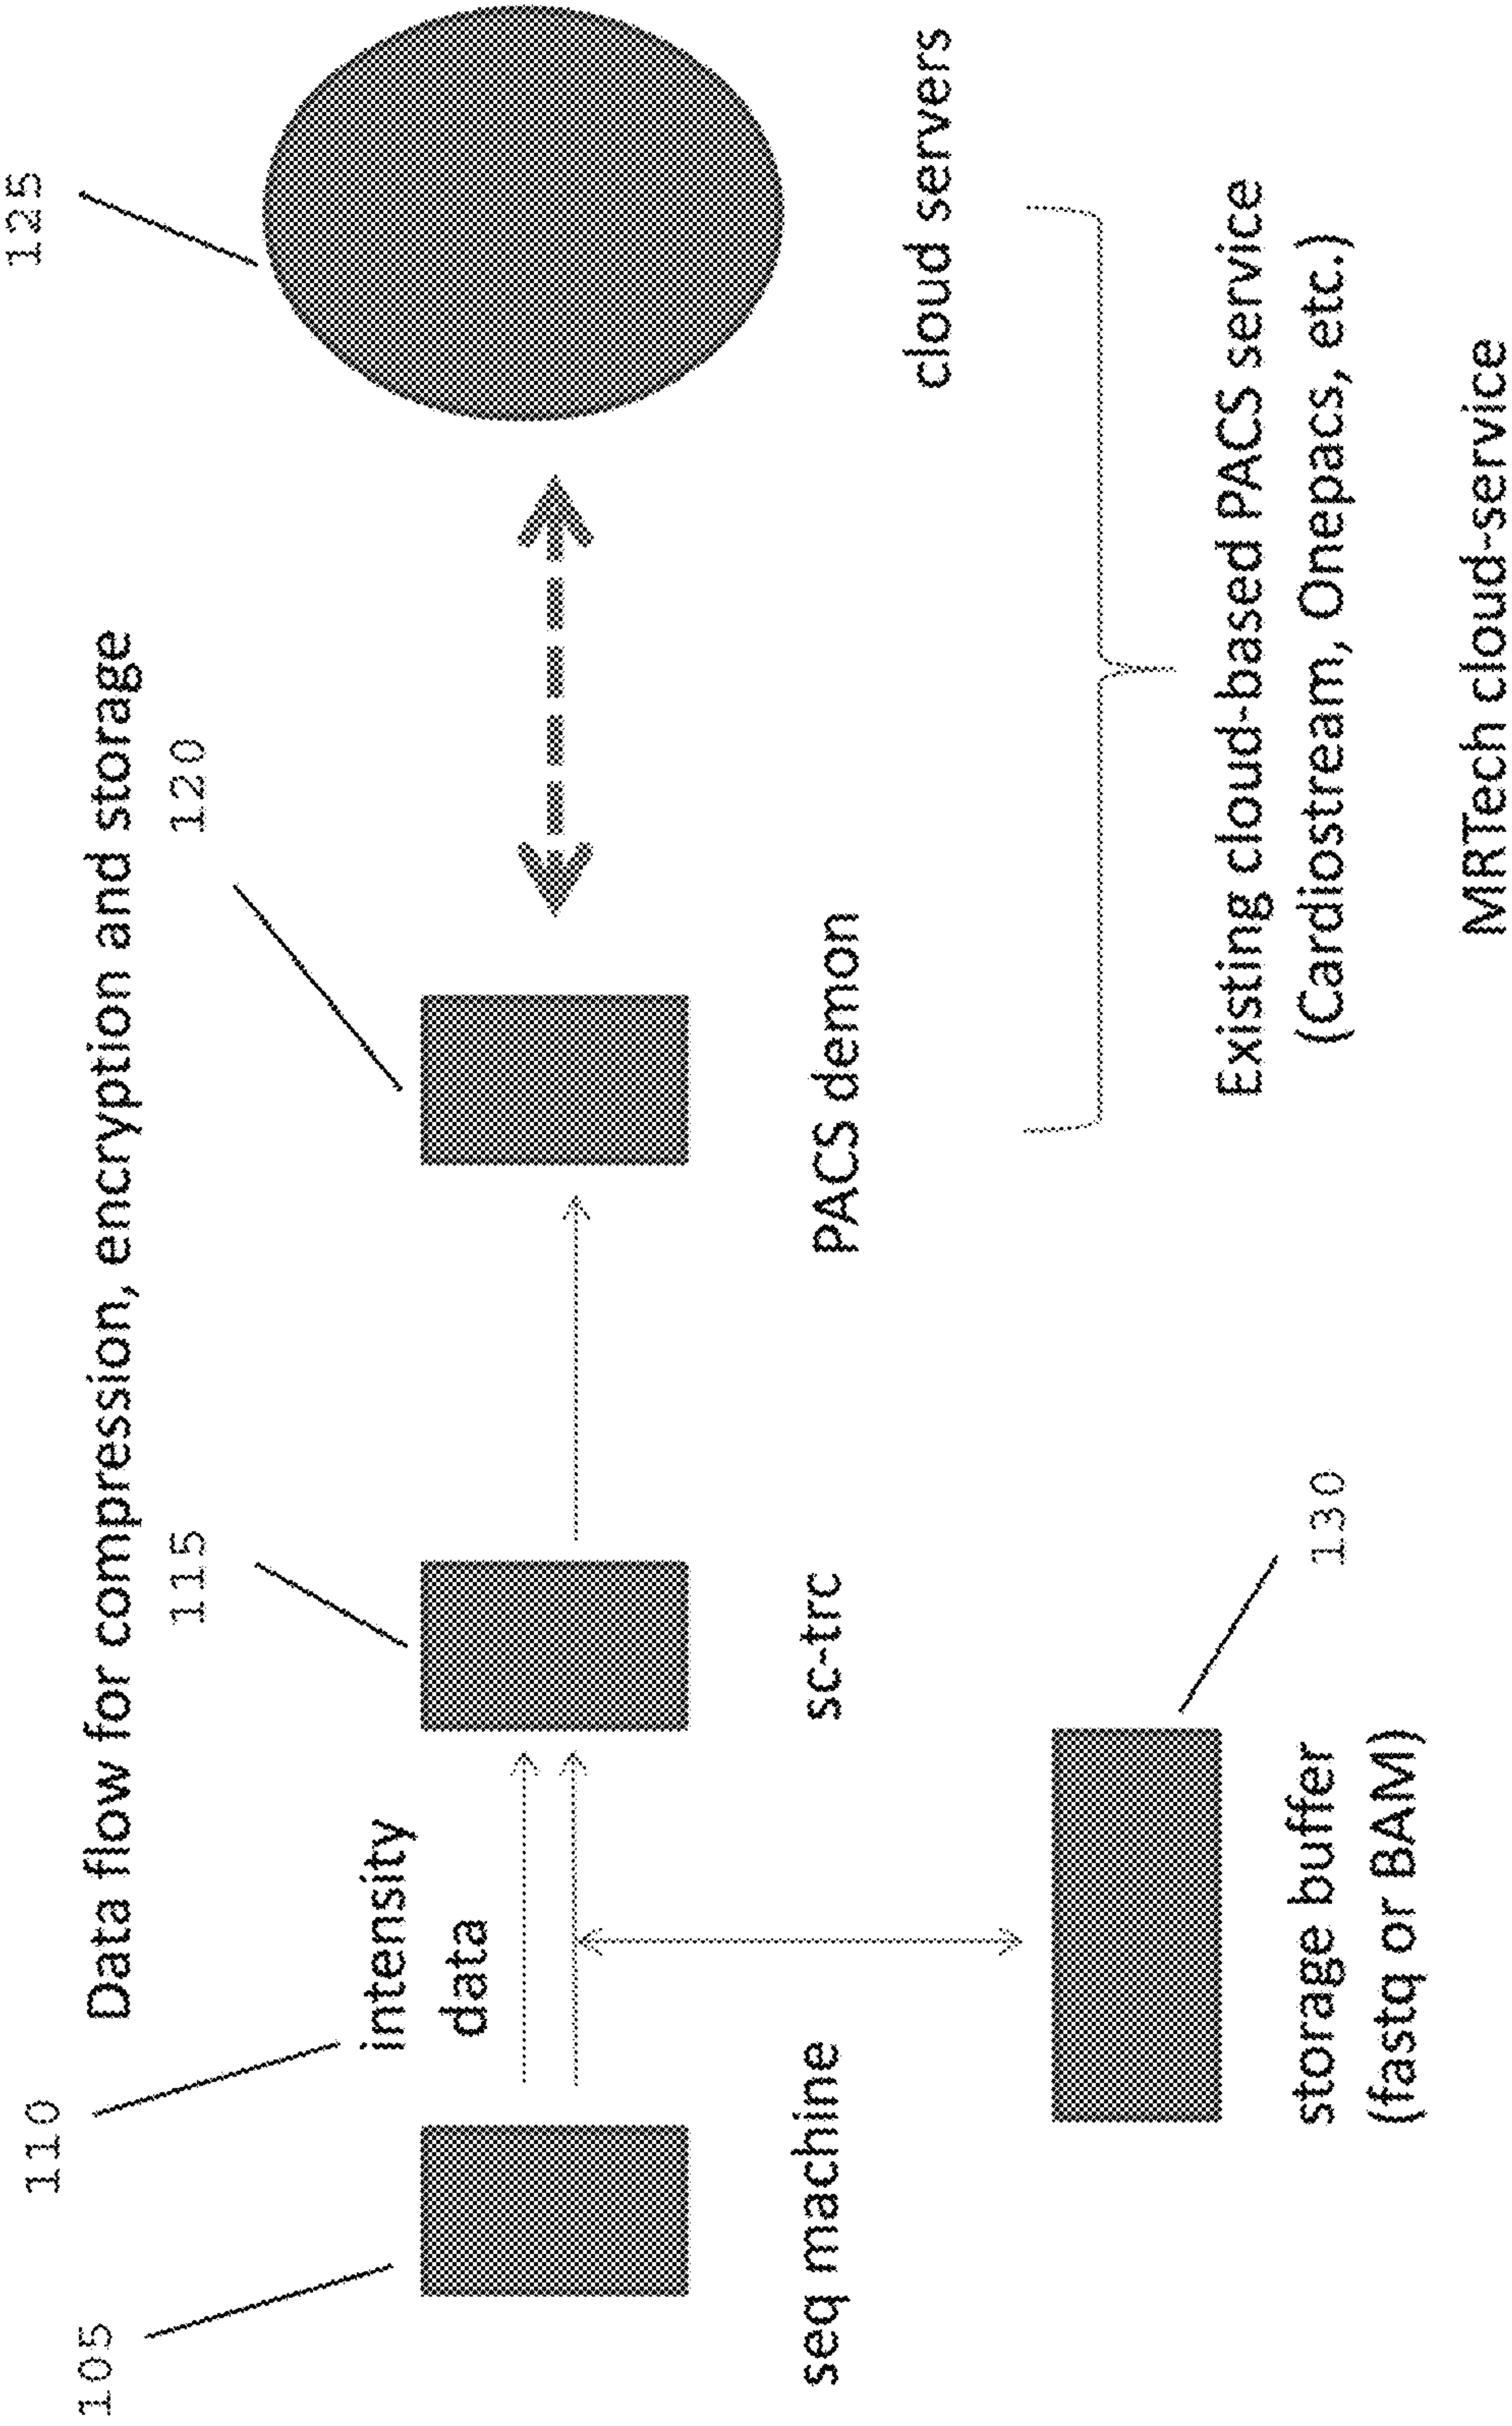 Data flow for compression, encryption and storage
105
110
115
120
125
intensity
data
seq machine
sc-trc
PACS demon
cloud servers
130
storage buffer
(fastq or BAM)
Existing cloud-based PACS service
(Cardiostream, Onepacs, etc.)
MRTech cloud-service